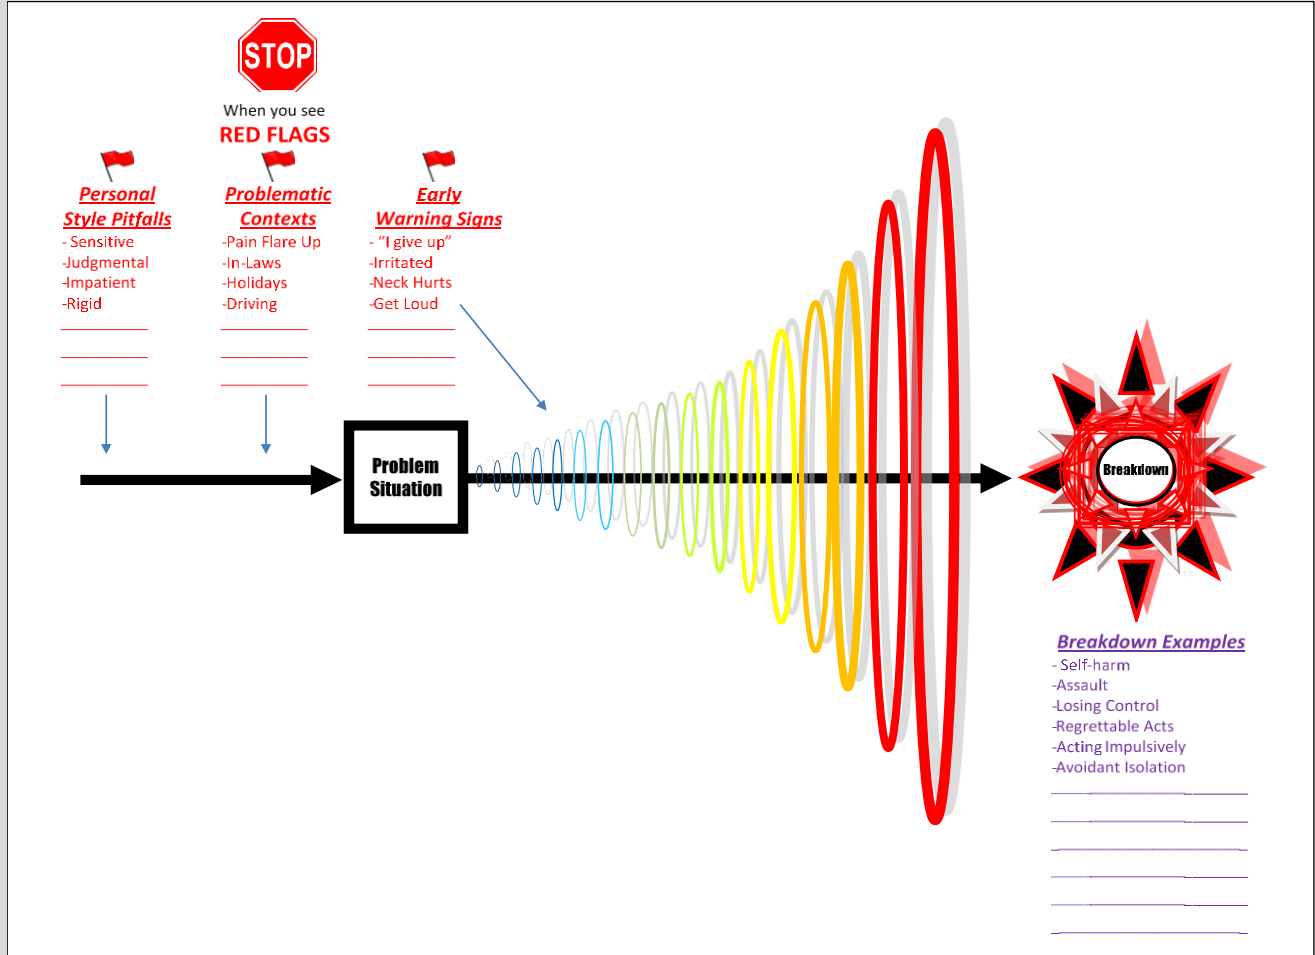 STOP
When you see
RED FLAGS
Personal
Style Pitfalls
- Sensitive
-Judgmental
-Impatient
-Rigid
Problematic
Contexts
-Pain Flare Up
-In-Laws
-Holidays
-Driving
Early
Warning Signs
- “I give up”
-Irritated
-Neck Hurts
-Get Loud
Problem
Situation
Breakdown
Breakdown Examples
- Self-harm
-Assault
-Losing Control
-Regrettable Acts
-Acting Impulsively
-Avoidant Isolation